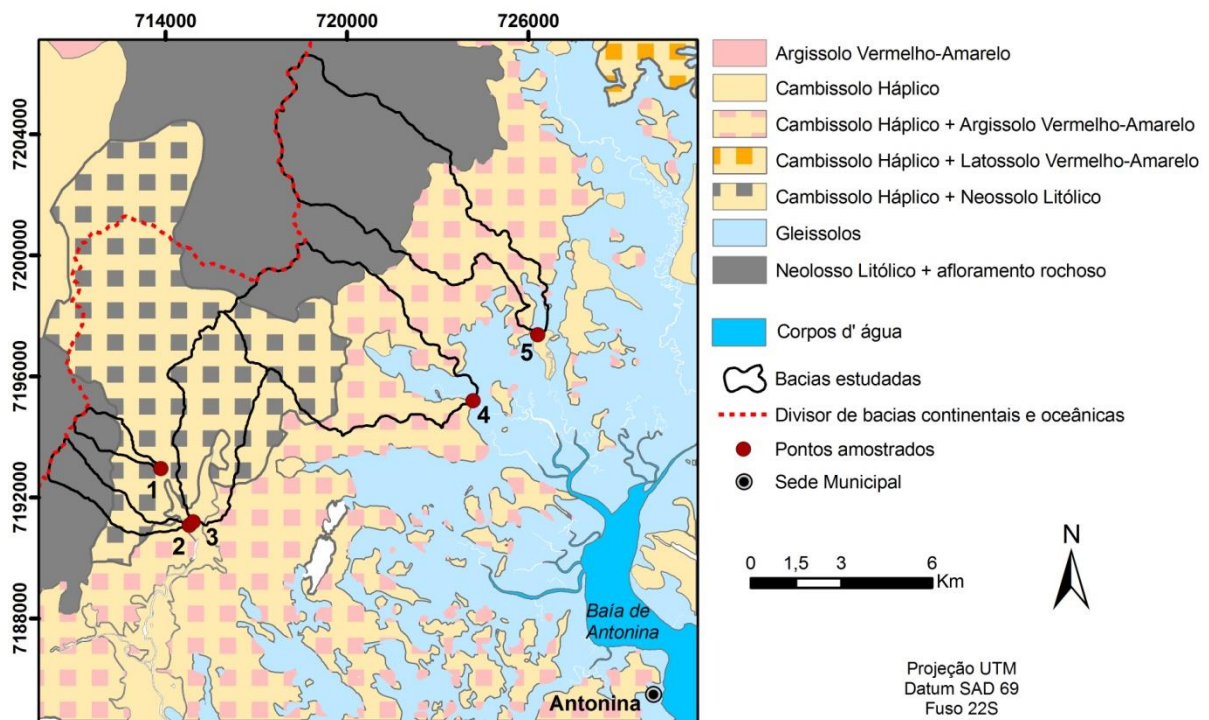 714000
720000
726000
7204000
7200000
7196000
7192000
7188000
1
2
3
4
5
Baía de
Antonina
Antonina
Argissolo Vermelho-Amarelo
Cambissolo Háplico
Cambissolo Háplico + Argissolo Vermelho-Amarelo
Cambissolo Háplico + Latossolo Vermelho-Amarelo
Cambissolo Háplico + Neossolo Litólico
Gleissolos
Neolosso Litólico + afloramento rochoso
Corpos d' água
Bacias estudadas
Divisor de bacias continentais e oceânicas
Pontos amostrados
Sede Municipal
0 1,5 3 6
Km
N
Projeção UTM
Datum SAD 69
Fuso 22S